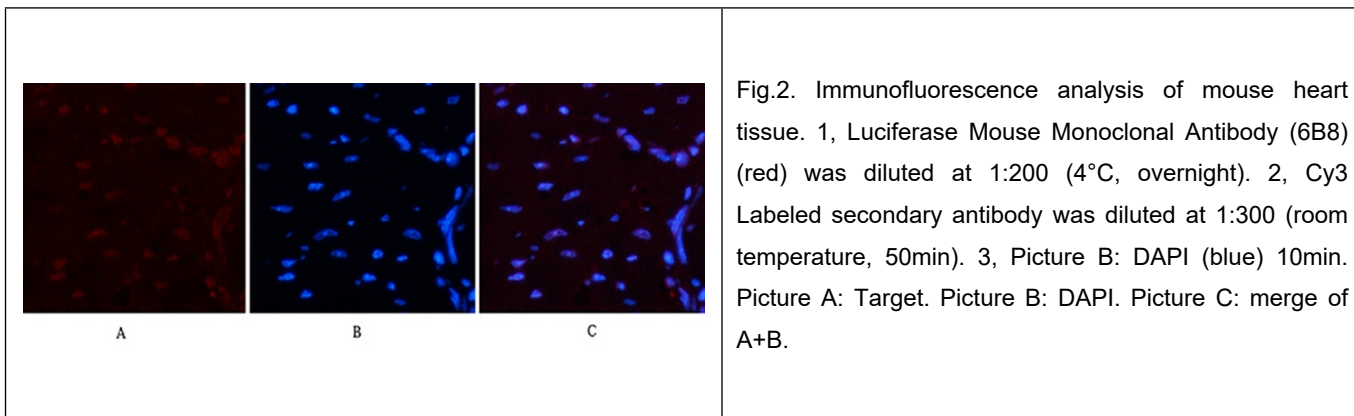 A
B
C
Fig.2. Immunofluorescence analysis of mouse heart
tissue. 1, Luciferase Mouse Monoclonal Antibody (6B8)
(red) was diluted at 1:200 (4°C, overnight). 2, Cy3
Labeled secondary antibody was diluted at 1:300 (room
temperature, 50min). 3, Picture B: DAPI (blue) 10min.
Picture A: Target. Picture B: DAPI. Picture C: merge of
A+B.